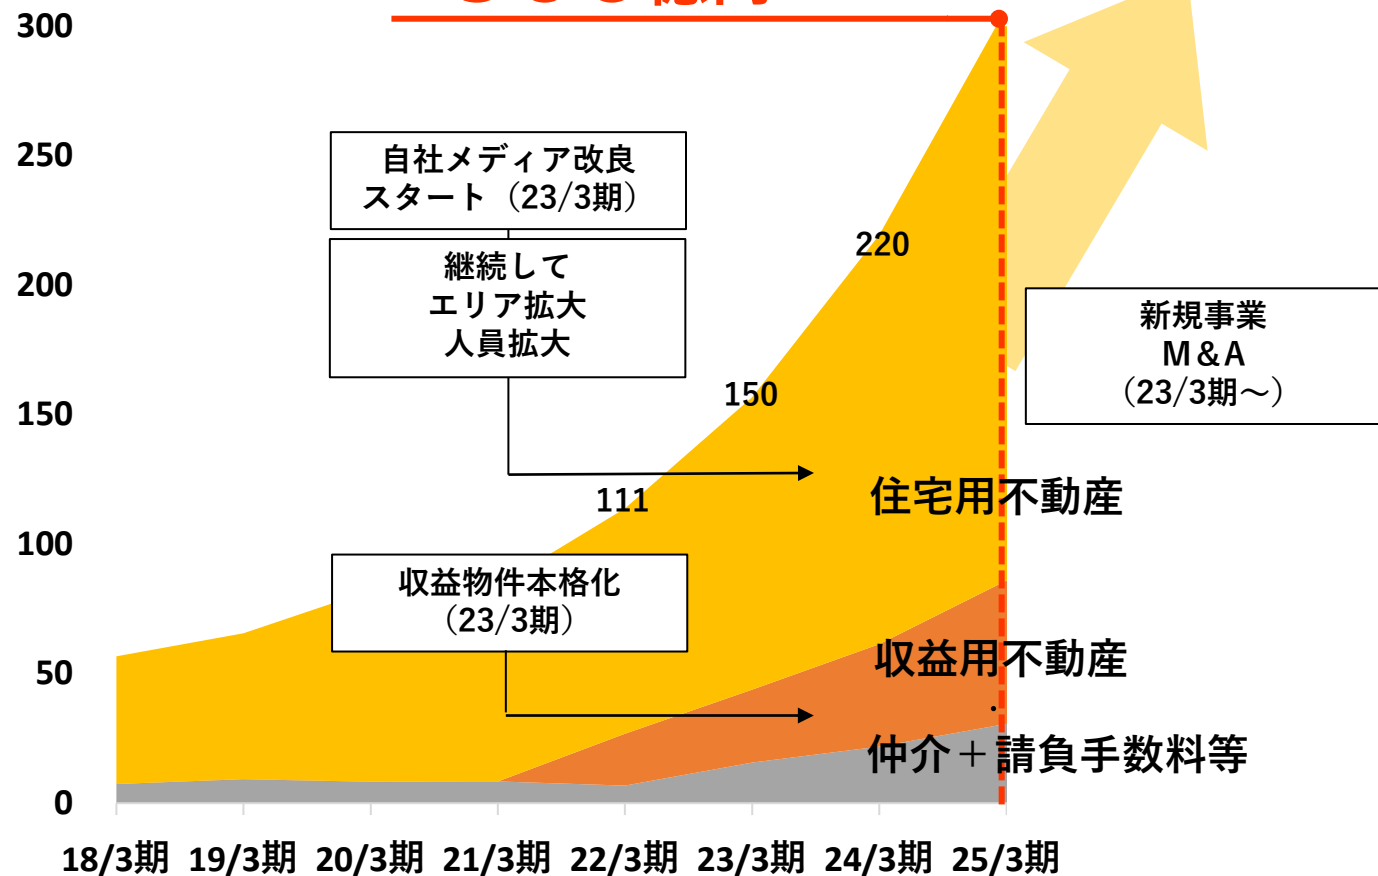 300
250
200
150
100
50
0
自社メディア改良
スタート（23/3期）
継続して
エリア拡大
人員拡大
収益物件本格化
（23/3期）
111
150
220
新規事業
M＆A
（23/3期～）
住宅用不動産
収益用不動産
仲介＋請負手数料等
18/3期 19/3期 20/3期 21/3期 22/3期 23/3期 24/3期 25/3期